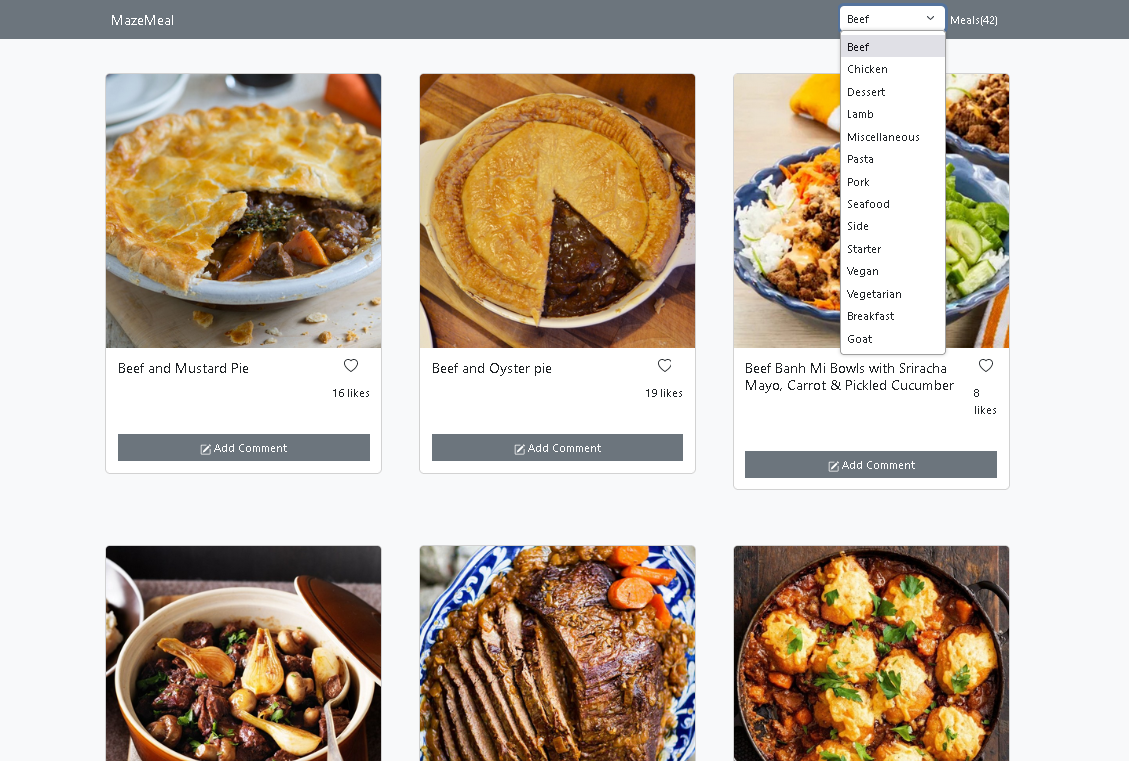 MazeMeal
Beef
Meals(42)
Beef
Chicken
Dessert
Lamb
Miscellaneous
Pasta
Pork
Seafood
Side
Starter
Vegan
Vegetarian
Breakfast
Goat
Beef and Mustard Pie
16 likes
Add Comment
Beef and Oyster pie
19 likes
Add Comment
Beef Banh Mi Bowls with Sriracha
Mayo, Carrot & Pickled Cucumber
8
likes
Add Comment